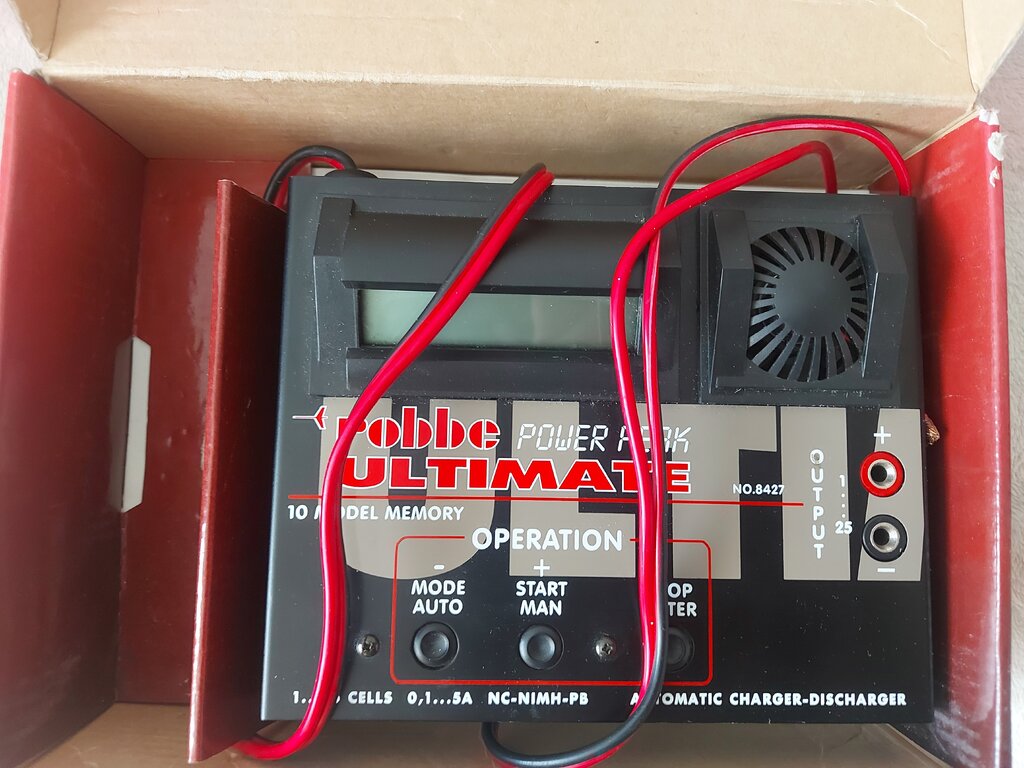 robbe POWER PEAK
ULTIMATE
NO.8427
10 MODEL MEMORY
OPERATION
- +
MODE START
AUTO MAN
OUTPUT
+
1
25
-
CELLS 0,1...5A NC-NIMH-PB CHARGER-DISCHARGER
ULTI